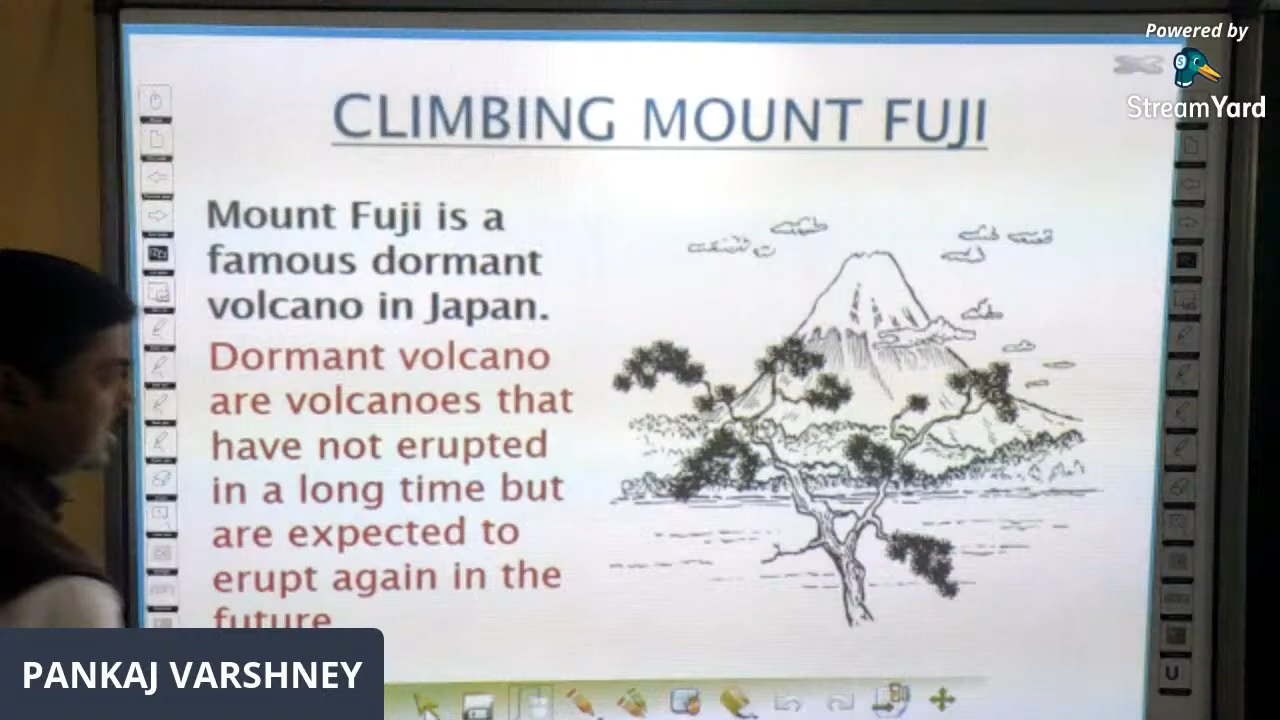 Powered by
StreamYard
CLIMBING MOUNT FUJI
Mount Fuji is a
famous dormant
volcano in Japan.
Dormant volcano
are volcanoes that
have not erupted
in a long time but
are expected to
erupt again in the
future
U
PANKAJ VARSHNEY